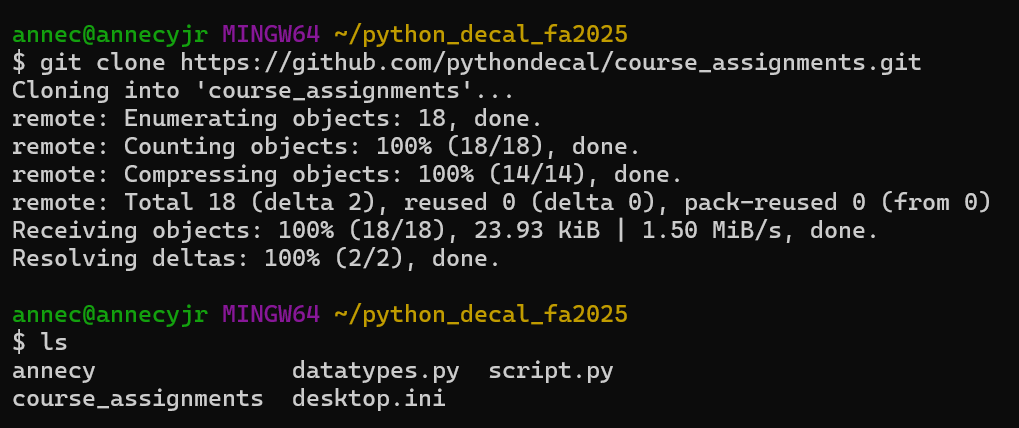 annec@annecyjr MINGW64 ~/python_decal_fa2025
$ git clone https://github.com/pythondecal/course_assignments.git
Cloning into 'course_assignments'...
remote: Enumerating objects: 18, done.
remote: Counting objects: 100% (18/18), done.
remote: Compressing objects: 100% (14/14), done.
remote: Total 18 (delta 2), reused 0 (delta 0), pack-reused 0 (from 0)
Receiving objects: 100% (18/18), 23.93 KiB | 1.50 MiB/s, done.
Resolving deltas: 100% (2/2), done.

annec@annecyjr MINGW64 ~/python_decal_fa2025
$ ls
annecy              datatypes.py  script.py
course_assignments  desktop.ini